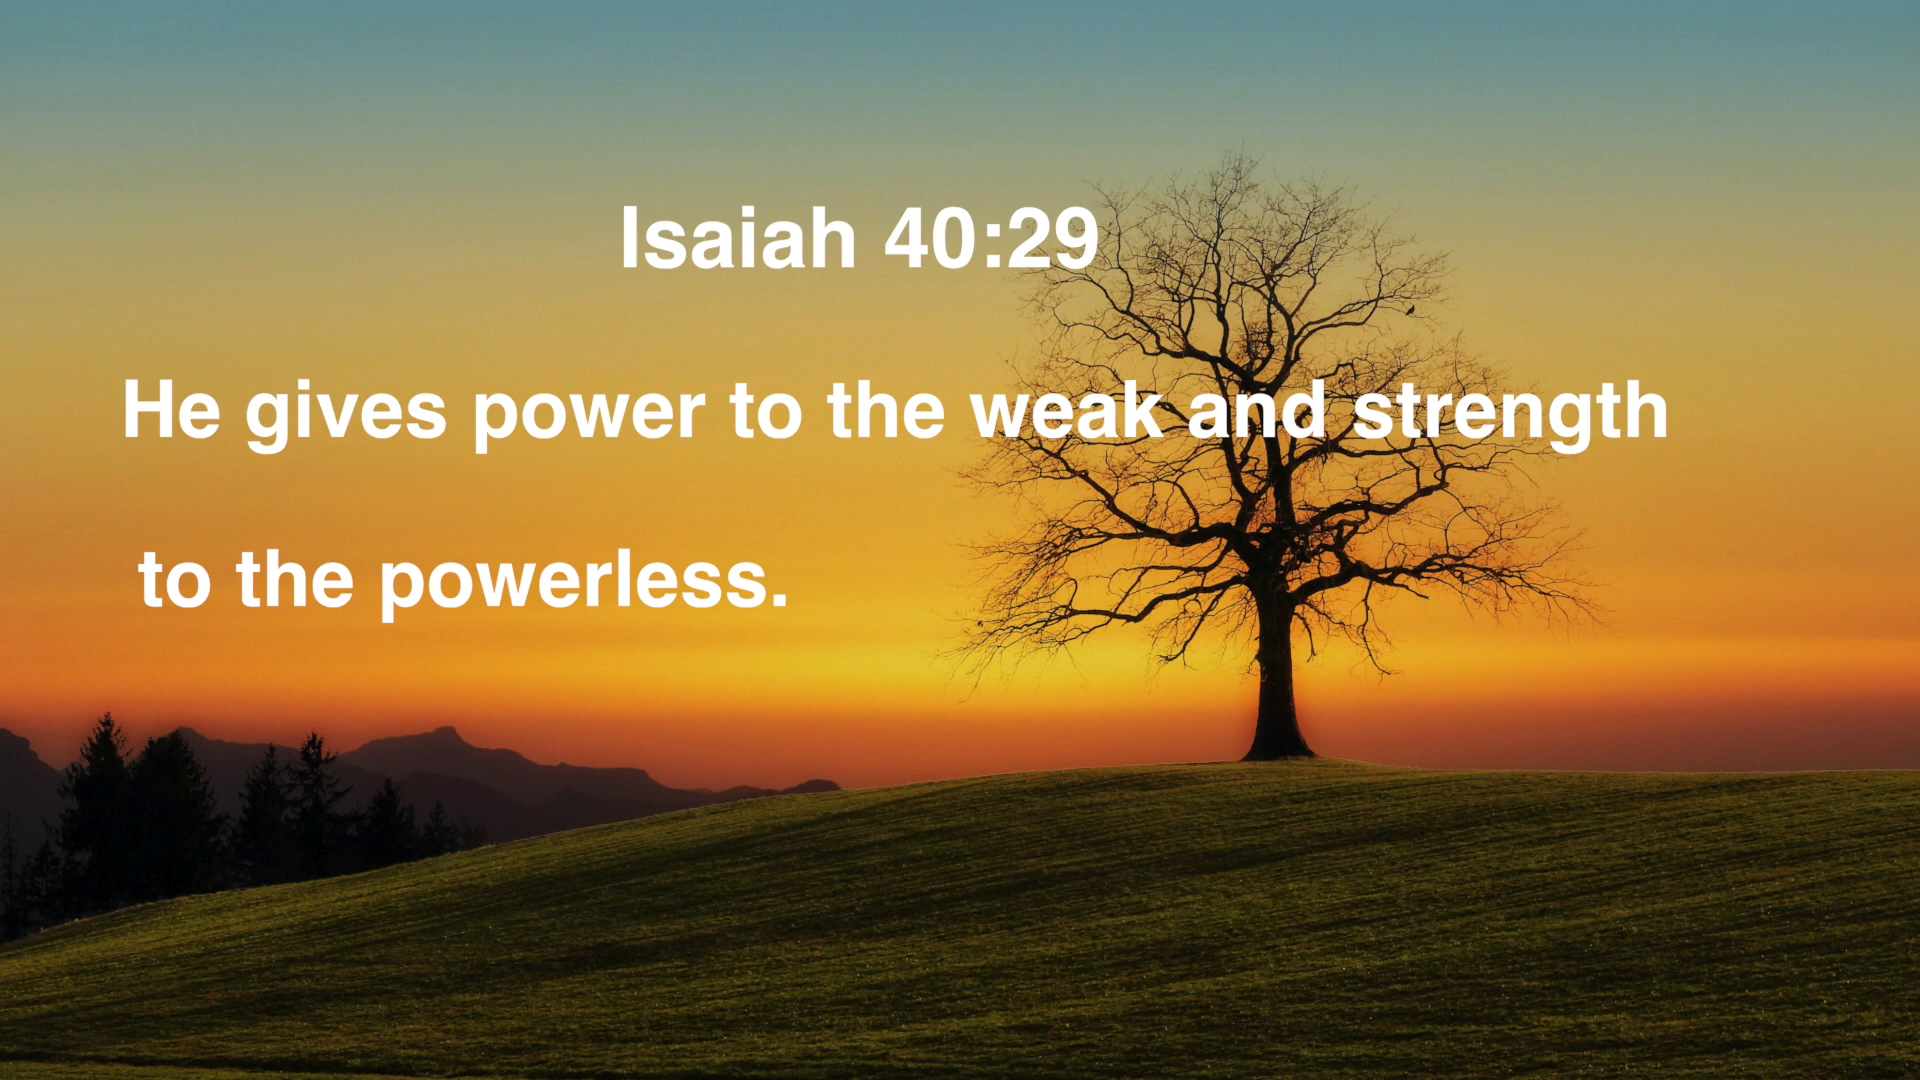 Isaiah 40:29
He gives power to the weak and strength
to the powerless.